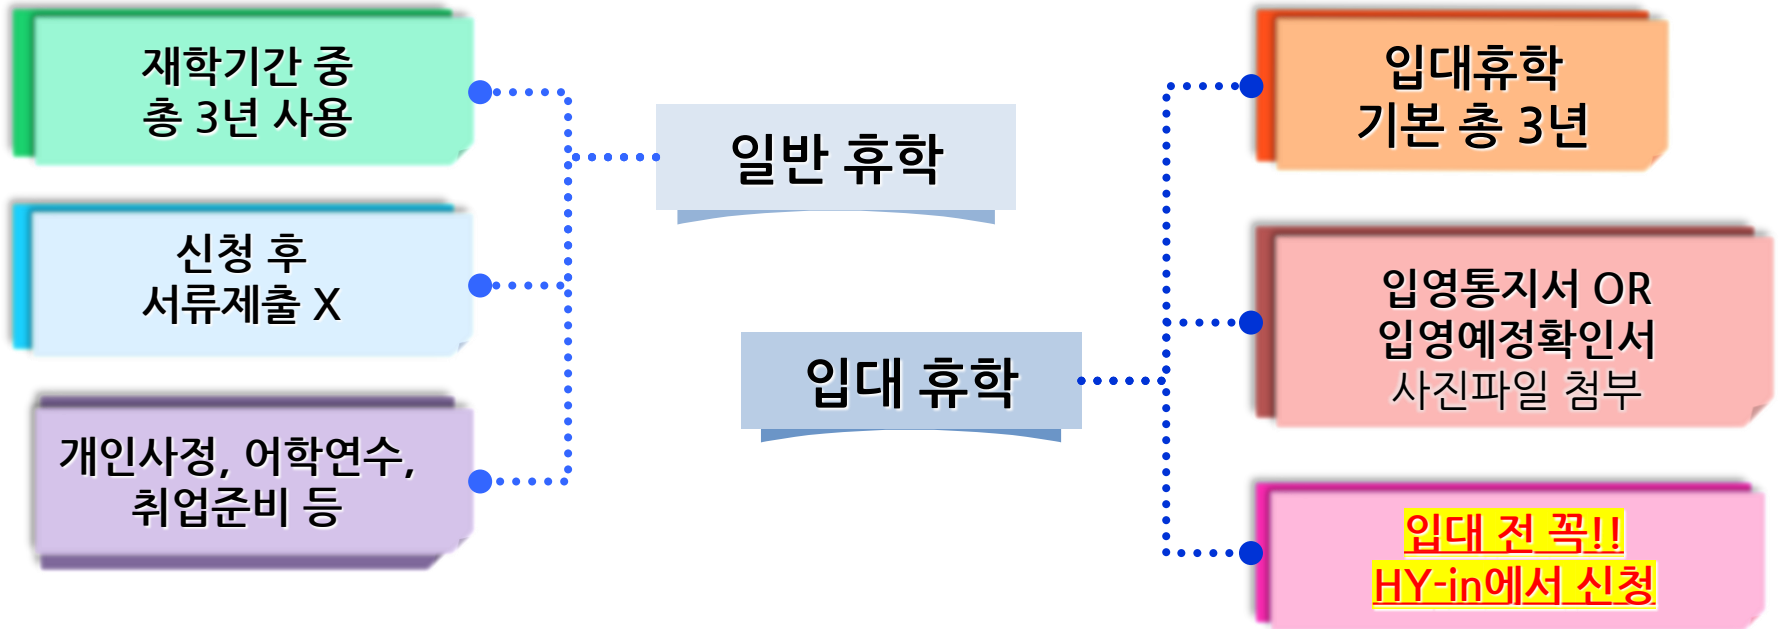 재학기간 중
총 3년 사용
신청 후
서류제출 X
개인사정, 어학연수,
취업준비 등
일반 휴학
입대 휴학
입대휴학
기본 총 3년
입영통지서 OR
입영예정확인서
사진파일 첨부
입대 전 꼭!!
HY-in에서 신청